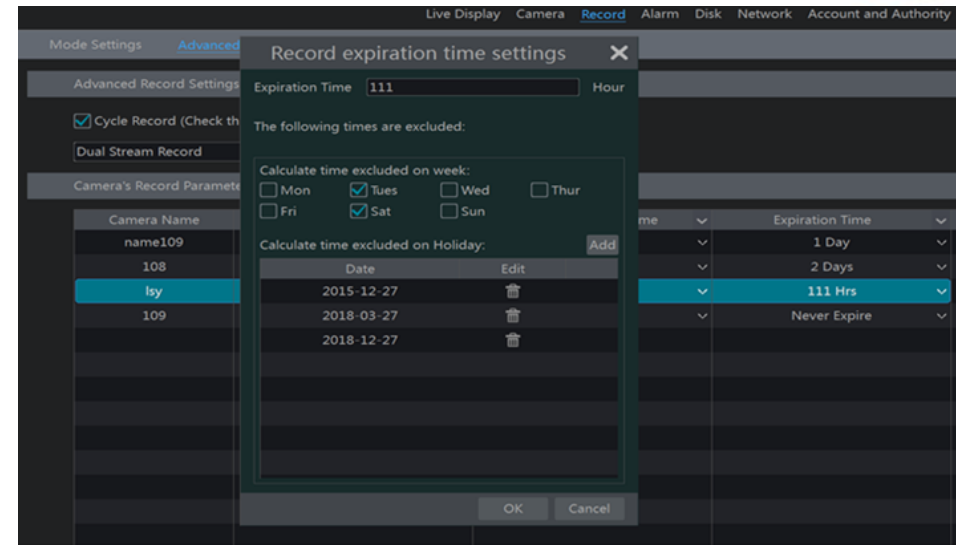 Live Display Camera Record Alarm Disk Network Account and Authority
Mode Settings Advanced
Record expiration time settings
Advanced Record Settings
Expiration Time 111 Hour
Cycle Record (Check th
The following times are excluded:
Dual Stream Record
Calculate time excluded on week:
Camera's Record Paramete
Mon Tues Wed Thur
Fri Sat Sun
Camera Name me Expiration Time
Calculate time excluded on Holiday: Add
name109 1 Day
Date Edit
108 2 Days
2015-12-27
lsy 111 Hrs
2018-03-27
109 Never Expire
2018-12-27
OK Cancel